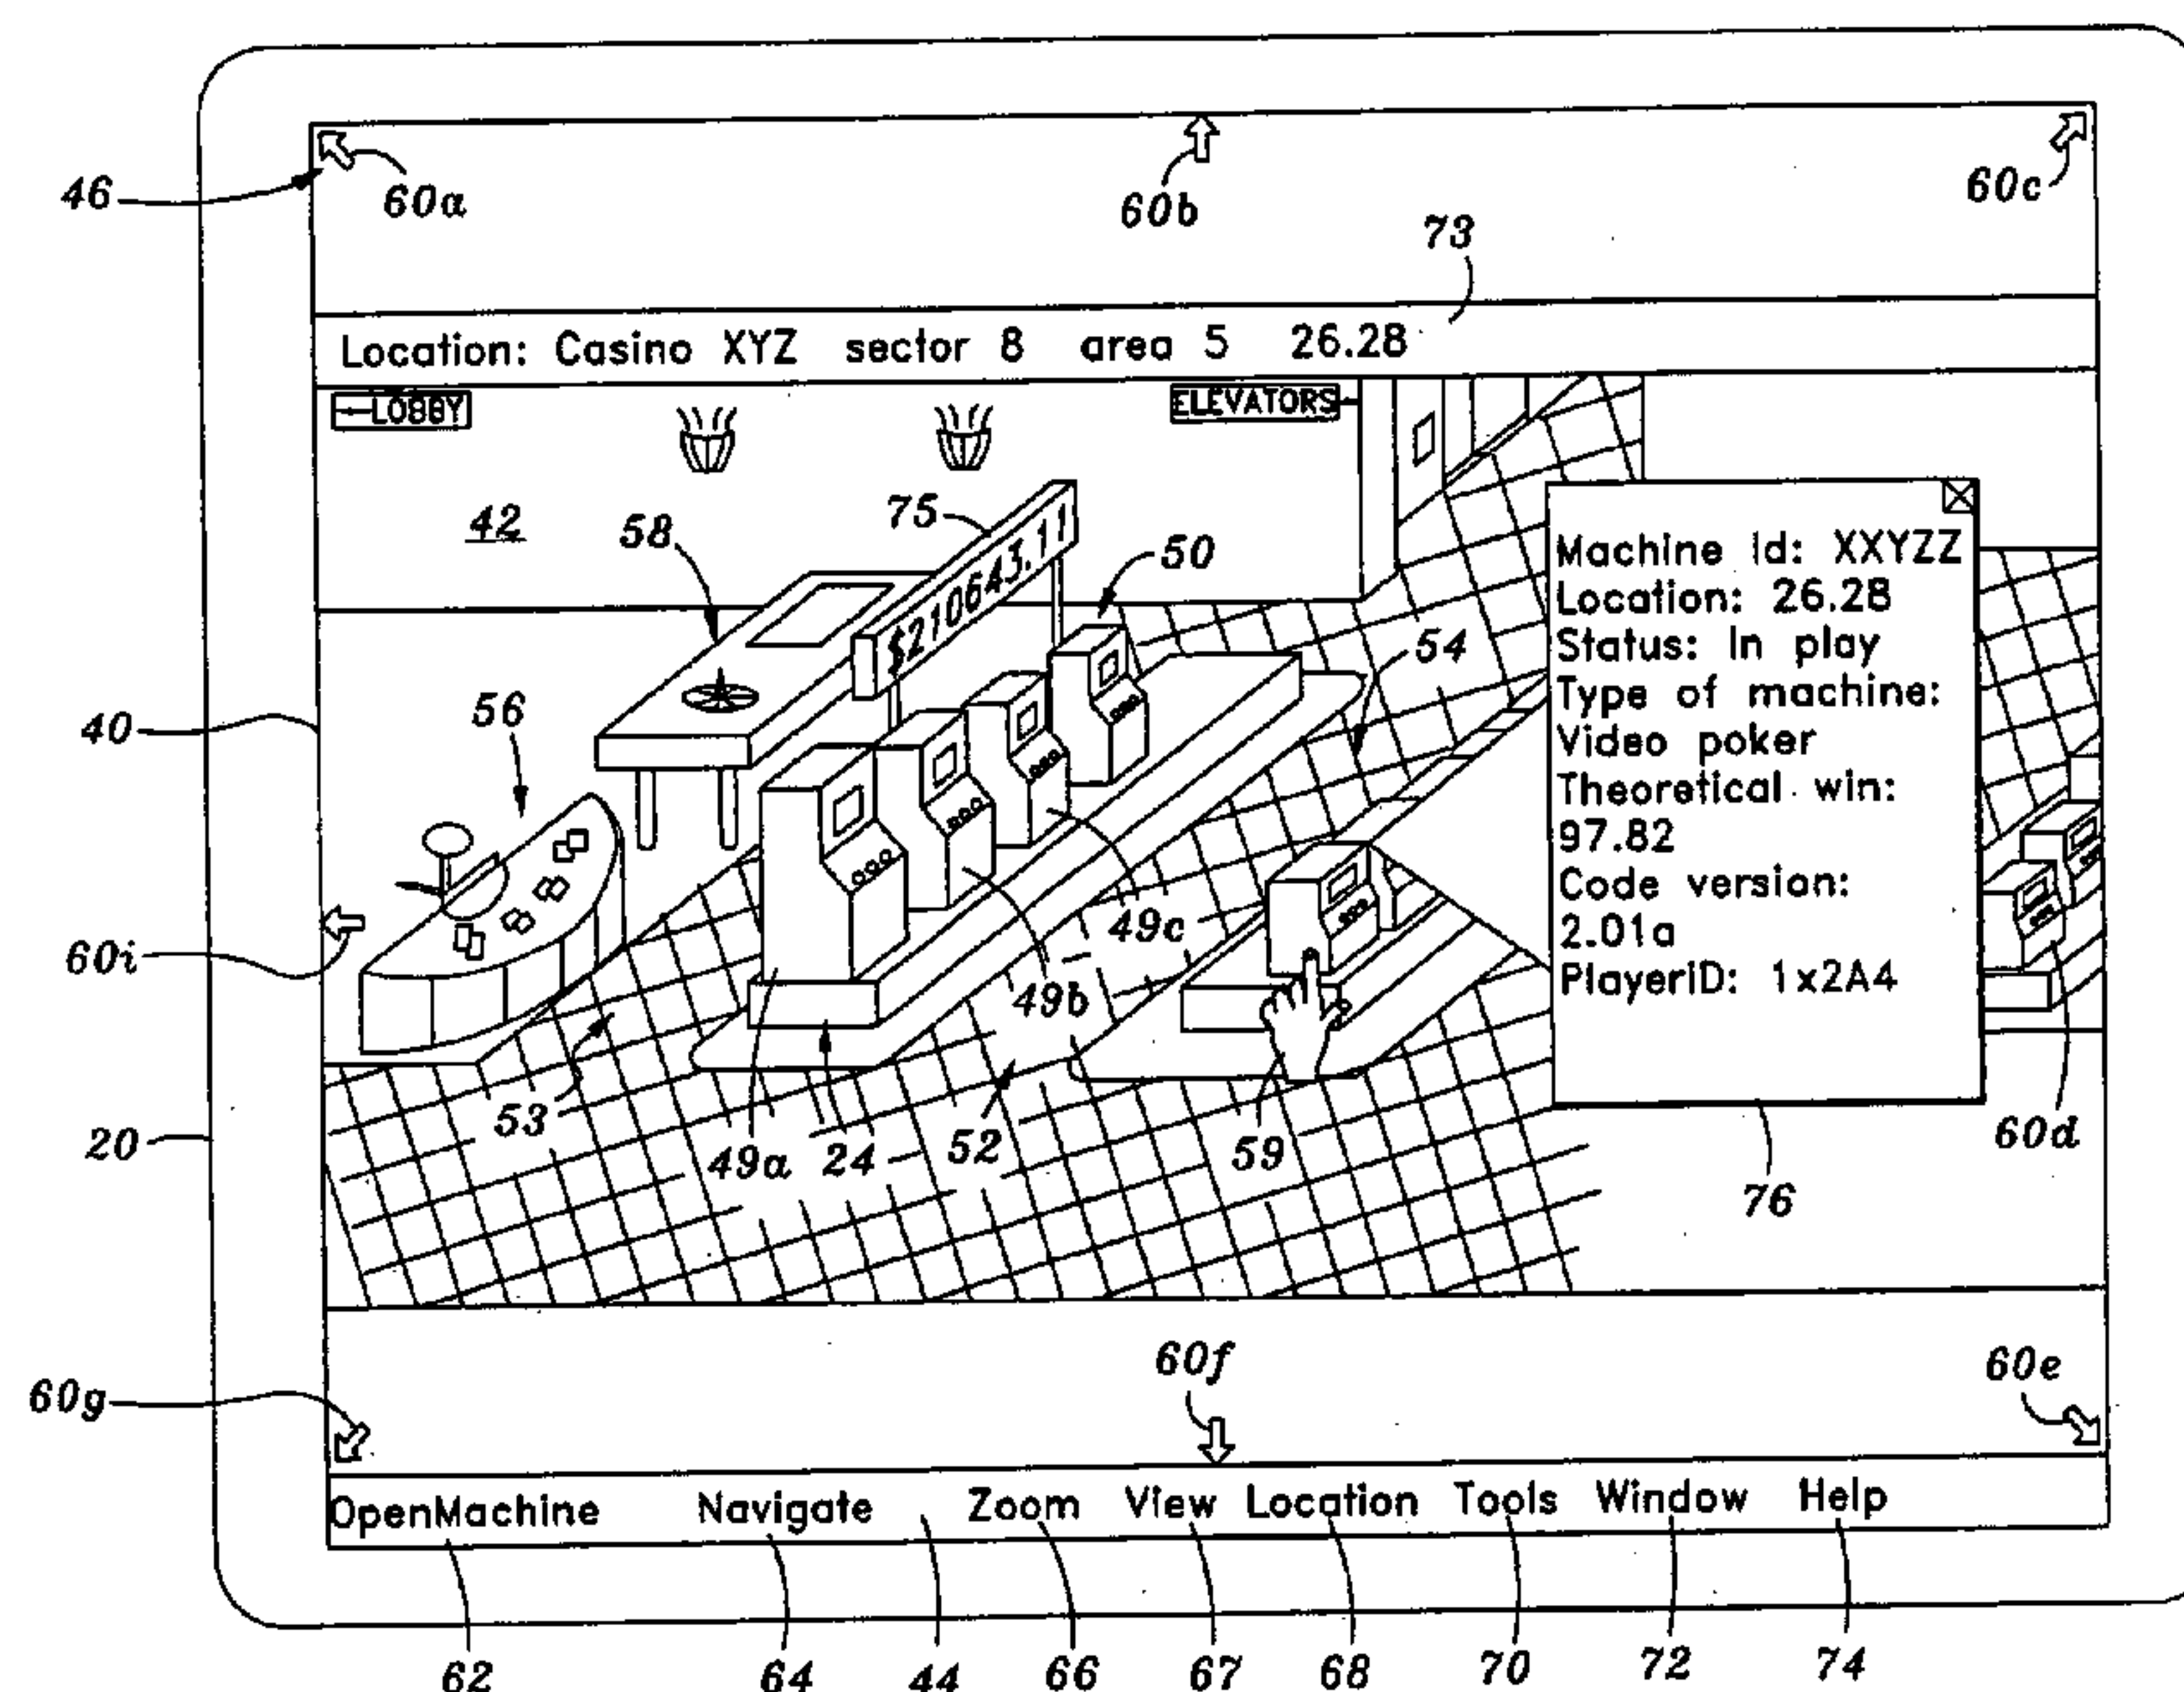 46
60a
60b
60c
73
Location: Casino XYZ sector 8 area 5 26.28
LOBBY
ELEVATORS
42
58
75
50
$210643.11
54
56
40
Machine Id: XXYZZ
Location: 26.28
Status: In play
Type of machine:
Video poker
Theoretical win:
97.82
Code version:
2.01a
PlayerID: 1x2A4
60i
49c
49b
53
49a
24
52
59
60d
20
76
60g
60f
60e
OpenMachine Navigate Zoom View Location Tools Window Help
62
64
44
66
67
68
70
72
74